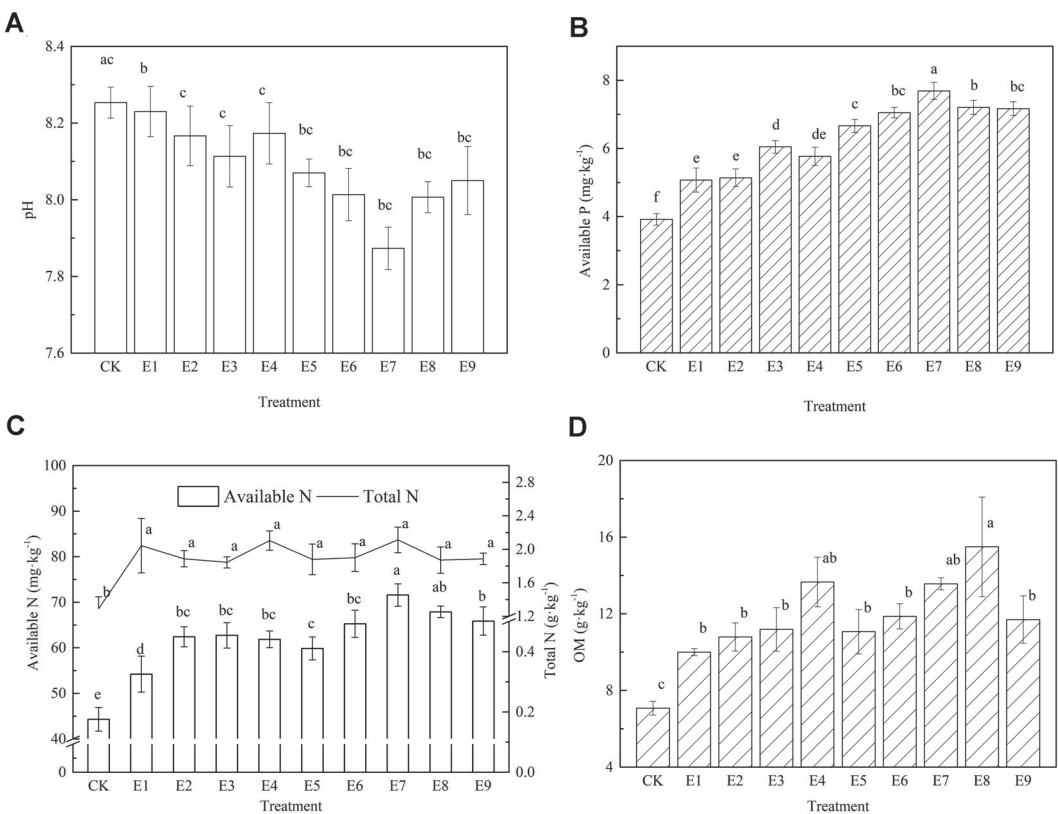 A
8.4
8.2
8.0
7.8
7.6
pH
ac
b
c
c
c
bc
bc
bc
bc
bc
CK E1 E2 E3 E4 E5 E6 E7 E8 E9
Treatment
B
8
6
4
2
0
Available P (mg·kg⁻¹)
f
e
e
d
de
c
bc
a
b
bc
CK E1 E2 E3 E4 E5 E6 E7 E8 E9
Treatment
C
100
90
80
70
60
50
40
0
Available N (mg·kg⁻¹)
Available N
Total N
b
a
a
a
a
a
a
a
a
a
e
d
bc
bc
bc
c
bc
a
ab
b
2.8
2.4
2.0
1.6
1.2
0.4
0.2
0.0
Total N (g·kg⁻¹)
CK E1 E2 E3 E4 E5 E6 E7 E8 E9
Treatment
D
20
16
12
8
4
OM (g·kg⁻¹)
c
b
b
b
ab
b
b
ab
a
b
CK E1 E2 E3 E4 E5 E6 E7 E8 E9
Treatment